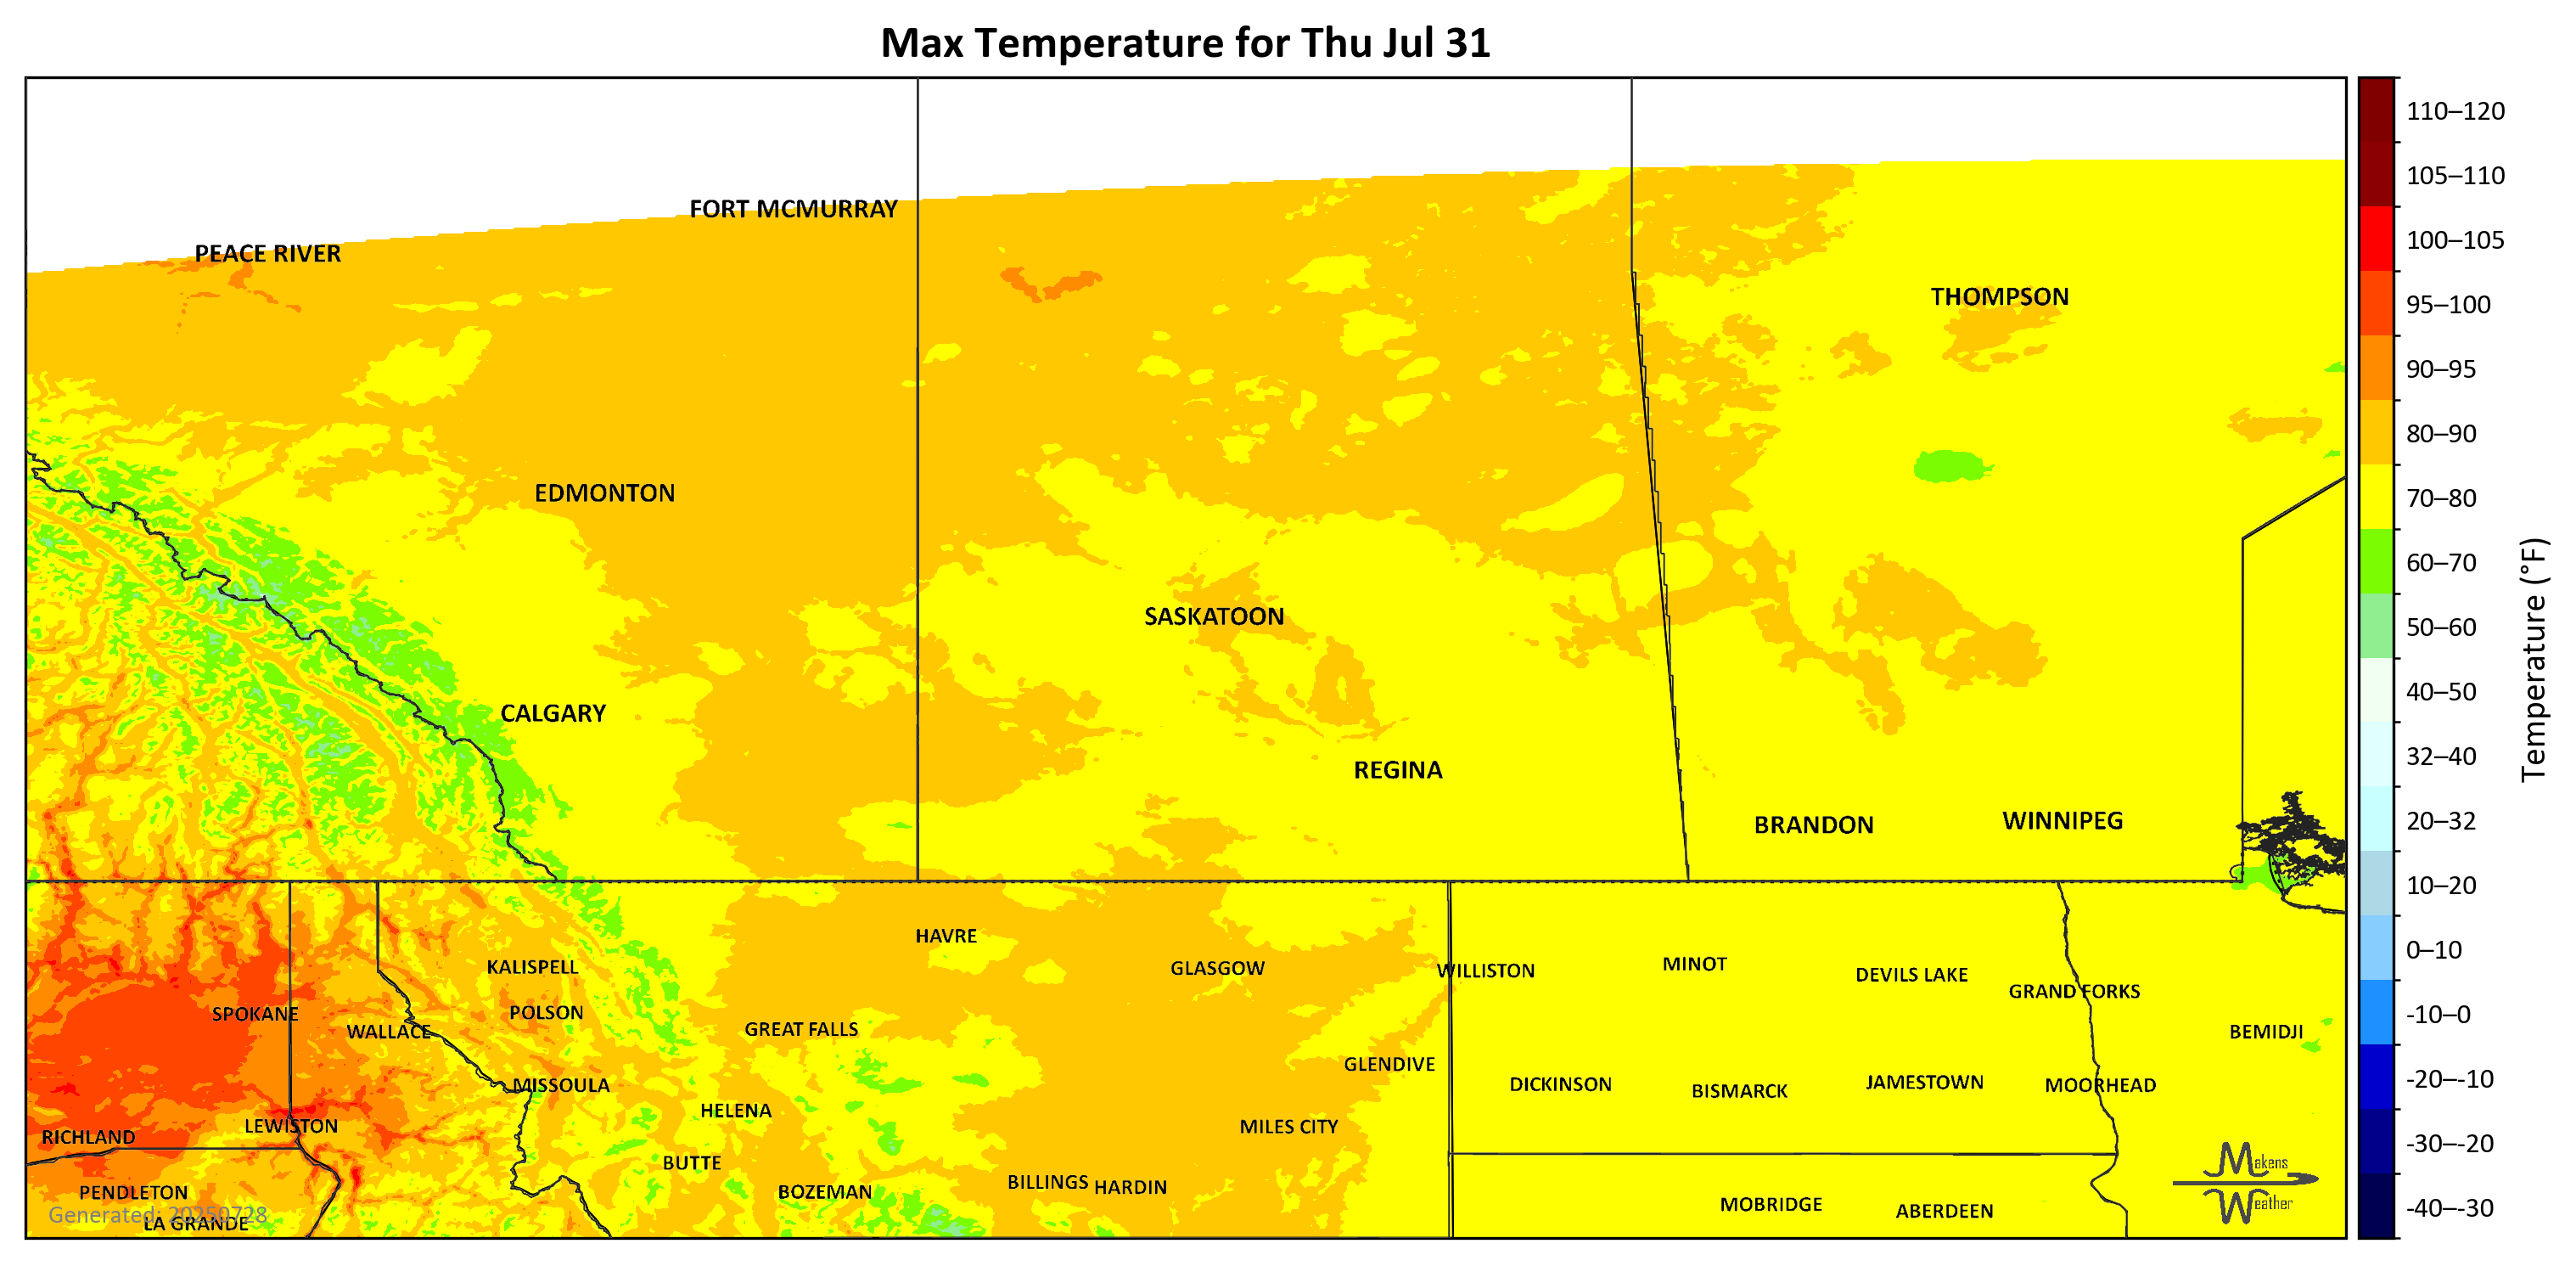 Max Temperature for Thu Jul 31
110–120
105–110
100–105
95–100
90–95
80–90
70–80
60–70
50–60
40–50
32–40
20–32
10–20
0–10
-10–0
-20–-10
-30–-20
-40–-30
Temperature (°F)
FORT MCMURRAY
PEACE RIVER
THOMPSON
EDMONTON
SASKATOON
CALGARY
REGINA
BRANDON
WINNIPEG
HAVRE
KALISPELL
GLASGOW
WILLISTON
MINOT
DEVILS LAKE
GRAND FORKS
SPOKANE
POLSON
WALLACE
GREAT FALLS
BEMIDJI
GLENDIVE
MISSOULA
DICKINSON
BISMARCK
JAMESTOWN
MOORHEAD
HELENA
LEWISTON
MILES CITY
RICHLAND
BUTTE
BILLINGS
HARDIN
PENDLETON
BOZEMAN
MOBRIDGE
ABERDEEN
LA GRANDE
Generated: 20250728
Makens
Weather